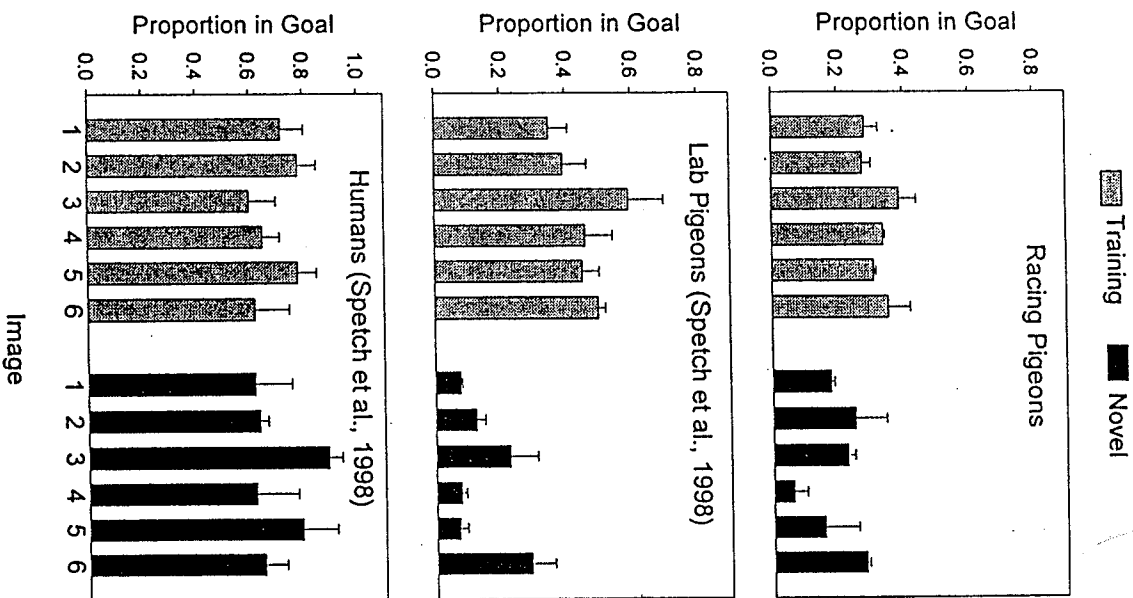 Training Novel
Racing Pigeons
Proportion in Goal
0.8
0.6
0.4
0.2
0.0
Lab Pigeons (Spetch et al., 1998)
Proportion in Goal
0.8
0.6
0.4
0.2
0.0
Humans (Spetch et al., 1998)
Proportion in Goal
1.0
0.8
0.6
0.4
0.2
0.0
1 2 3 4 5 6 1 2 3 4 5 6
Image